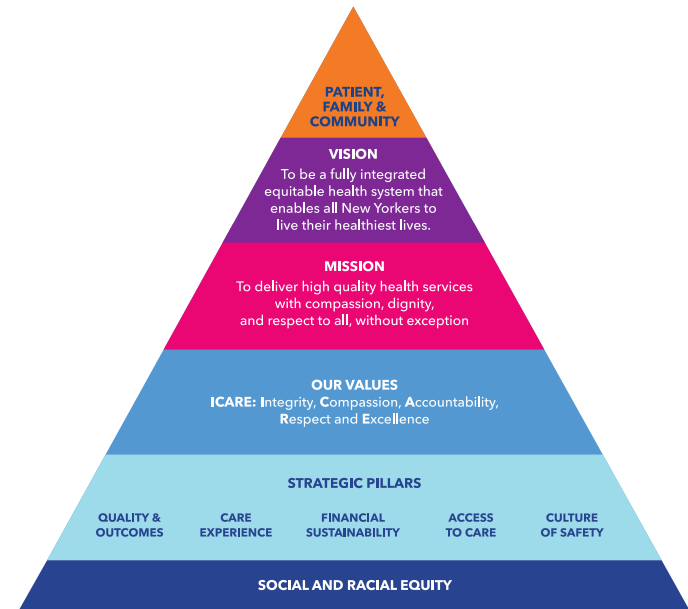 PATIENT,
FAMILY &
COMMUNITY
VISION
To be a fully integrated
equitable health system that
enables all New Yorkers to
live their healthiest lives.
MISSION
To deliver high quality health services
with compassion, dignity,
and respect to all, without exception
OUR VALUES
ICARE: Integrity, Compassion, Accountability,
Respect and Excellence
STRATEGIC PILLARS
QUALITY &
OUTCOMES
CARE
EXPERIENCE
FINANCIAL
SUSTAINABILITY
ACCESS
TO CARE
CULTURE
OF SAFETY
SOCIAL AND RACIAL EQUITY